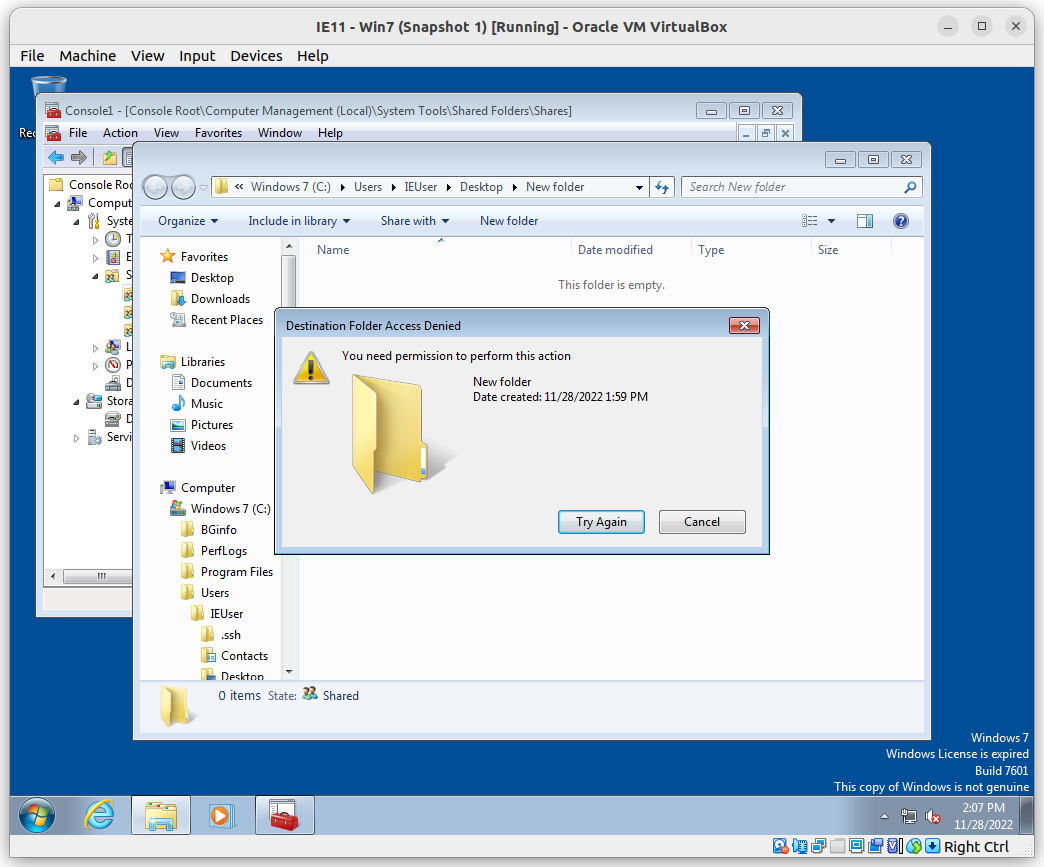 IE11 - Win7 (Snapshot 1) [Running] - Oracle VM VirtualBox
File Machine View Input Devices Help
Console1 - [Console Root\Computer Management (Local)\System Tools\Shared Folders\Shares]
File Action View Favorites Window Help
« Windows 7 (C:) Users IEUser Desktop New folder
Search New folder
Organize Include in library Share with New folder
Console Roo
Comput
Syste
T
E
S
L
P
D
Stora
D
Servi
Name Date modified Type Size
This folder is empty.
Favorites
Desktop
Downloads
Recent Places
Libraries
Documents
Music
Pictures
Videos
Computer
Windows 7 (C:)
BGinfo
PerfLogs
Program Files
Users
IEUser
.ssh
Contacts
Desktop
Destination Folder Access Denied
You need permission to perform this action
New folder
Date created: 11/28/2022 1:59 PM
Try Again Cancel
0 items State: Shared
Windows 7
Windows License is expired
Build 7601
This copy of Windows is not genuine
2:07 PM
11/28/2022
Right Ctrl